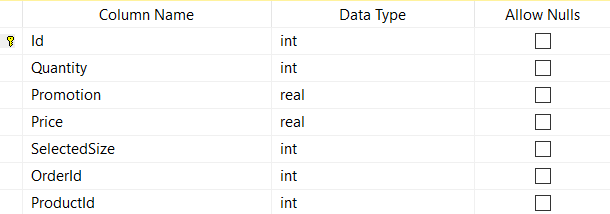 Column Name Data Type Allow Nulls
Id int
Quantity int
Promotion real
Price real
SelectedSize int
OrderId int
ProductId int